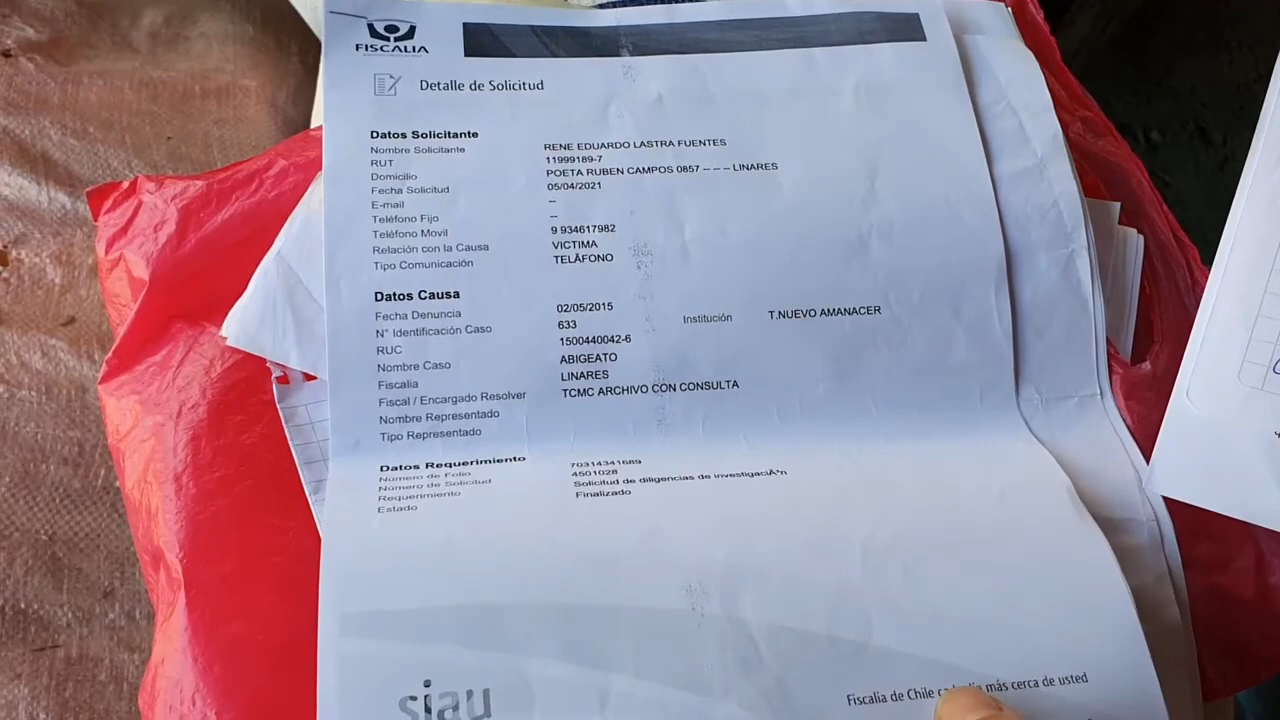 FISCALIA
Detalle de Solicitud
Datos Solicitante
Nombre Solicitante RENE EDUARDO LASTRA FUENTES
RUT 11999189-7
Domicilio POETA RUBEN CAMPOS 0857 -- -- -- LINARES
Fecha Solicitud 05/04/2021
E-mail --
Teléfono Fijo --
Teléfono Movil 9 934617982
Relación con la Causa VICTIMA
Tipo Comunicación TELÃFONO
Datos Causa
Fecha Denuncia 02/05/2015
N° Identificación Caso 633 Institución T.NUEVO AMANACER
RUC 1500440042-6
Nombre Caso ABIGEATO
Fiscalia LINARES
Fiscal / Encargado Resolver TCMC ARCHIVO CON CONSULTA
Nombre Representado
Tipo Representado
Datos Requerimiento
Número de Folio 70314341689
Número de Solicitud 4501028
Requerimiento Solicitud de diligencias de investigaciÃ³n
Estado Finalizado
siau
Fiscalia de Chile más cerca de usted